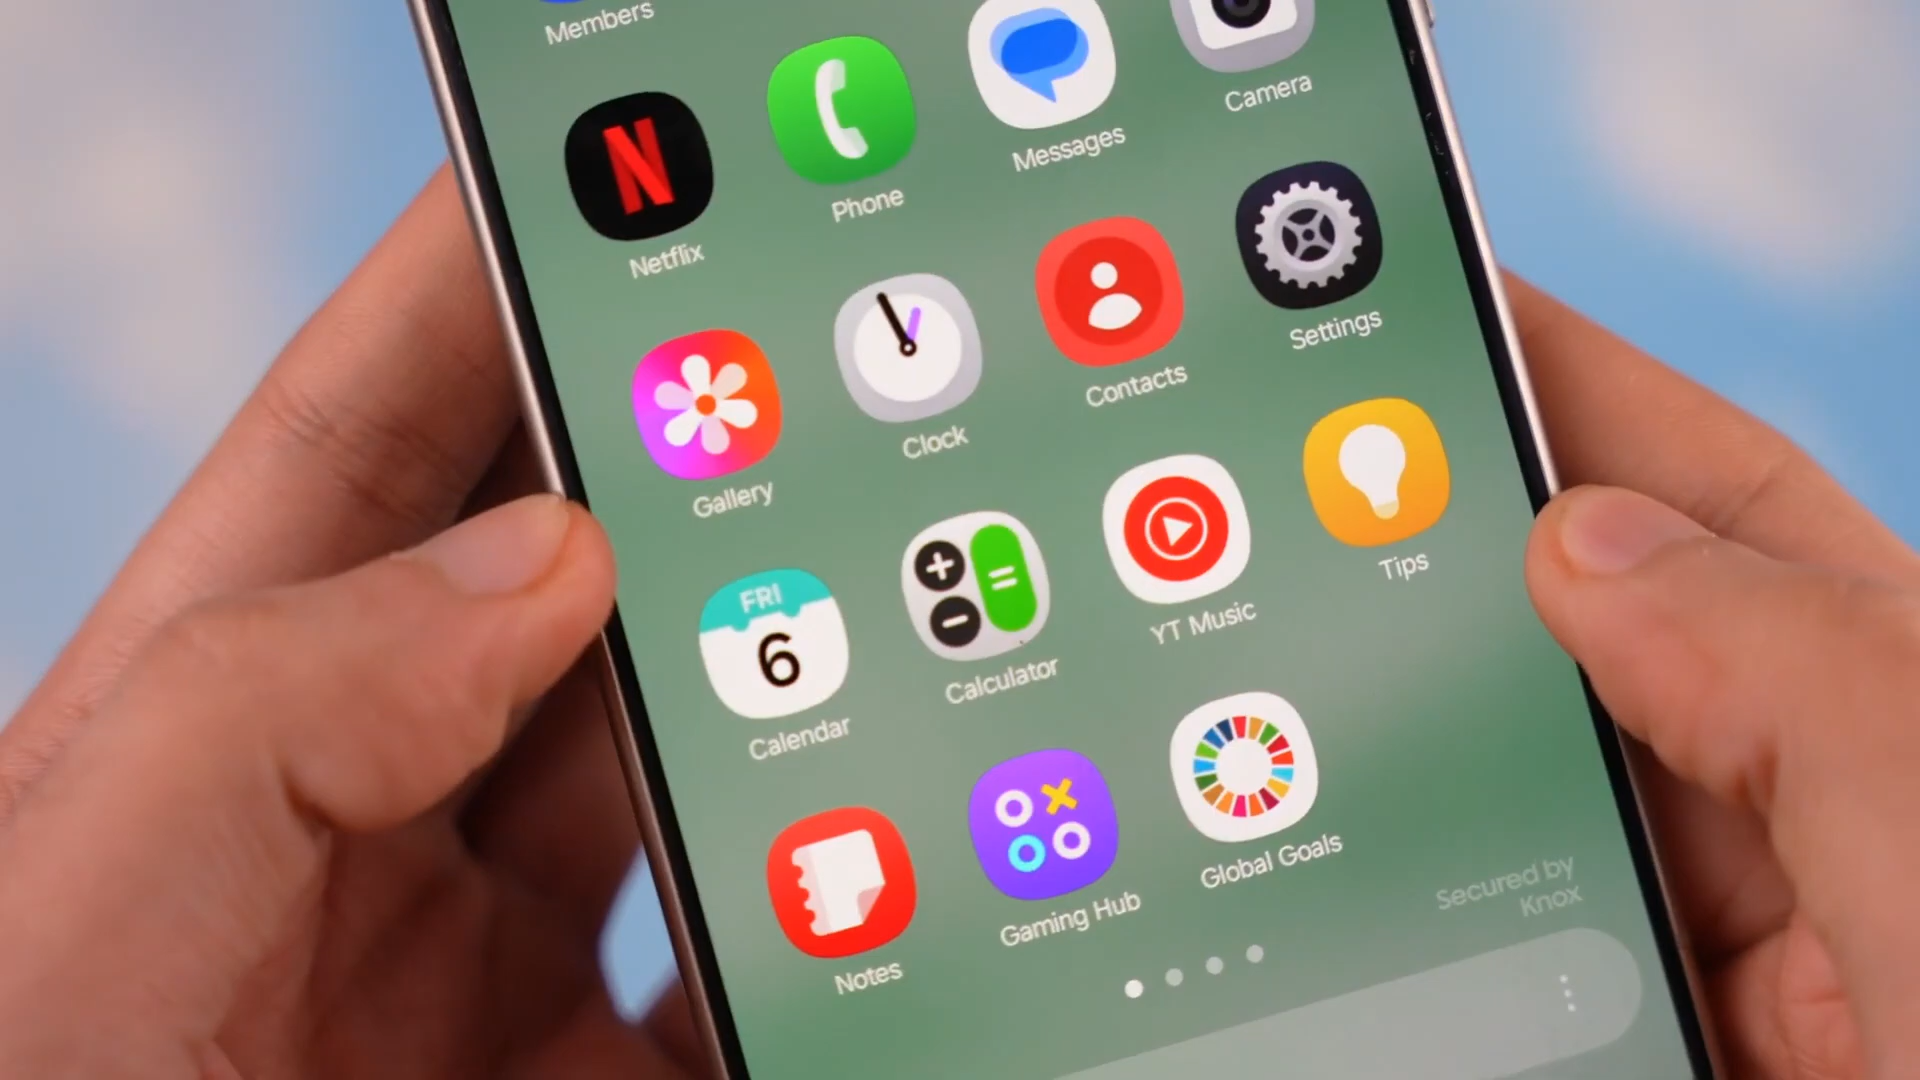 Members
Netflix
Phone
Messages
Camera
Gallery
Clock
Contacts
Settings
FRI
6
Calendar
Calculator
YT Music
Tips
Notes
Gaming Hub
Global Goals
Secured by
Knox